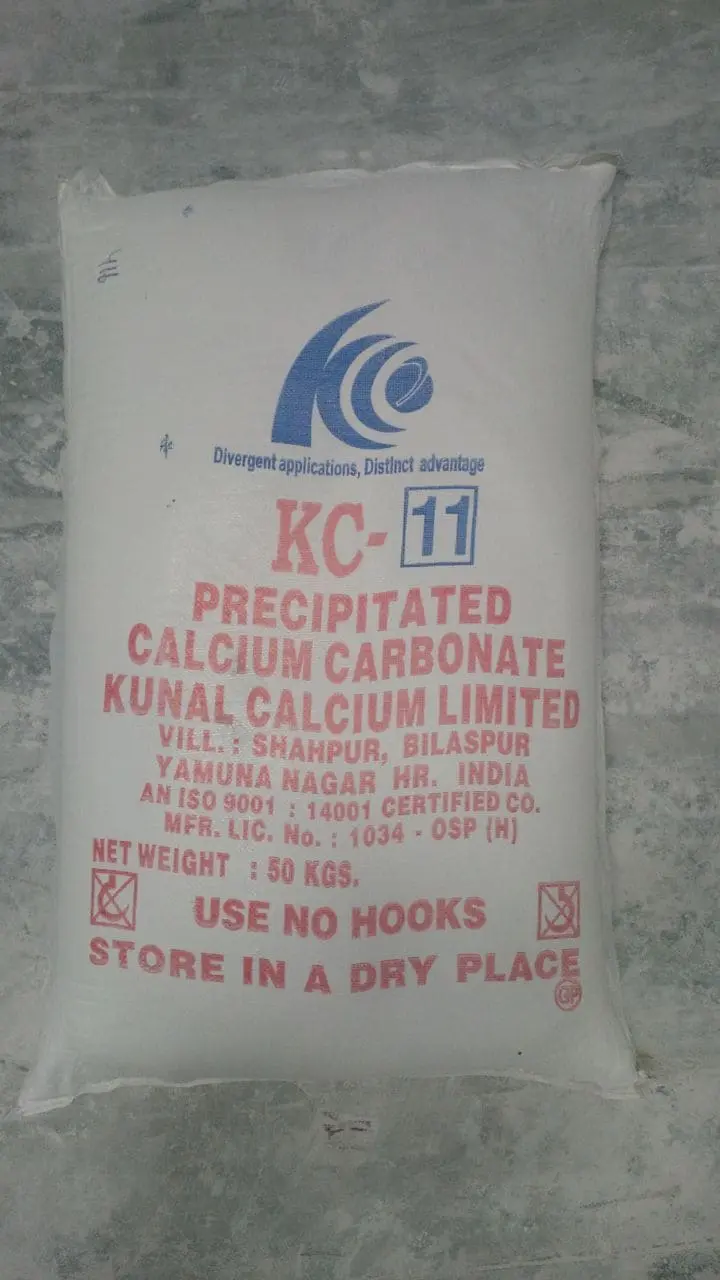 KC
Divergent applications, Distinct advantage
KC-11
PRECIPITATED
CALCIUM CARBONATE
KUNAL CALCIUM LIMITED
VILL. : SHAHPUR, BILASPUR
YAMUNA NAGAR HR. INDIA
AN ISO 9001 : 14001 CERTIFIED CO.
MFR. LIC. No. : 1034 - OSP (H)
NET WEIGHT : 50 KGS.
USE NO HOOKS
STORE IN A DRY PLACE
GP